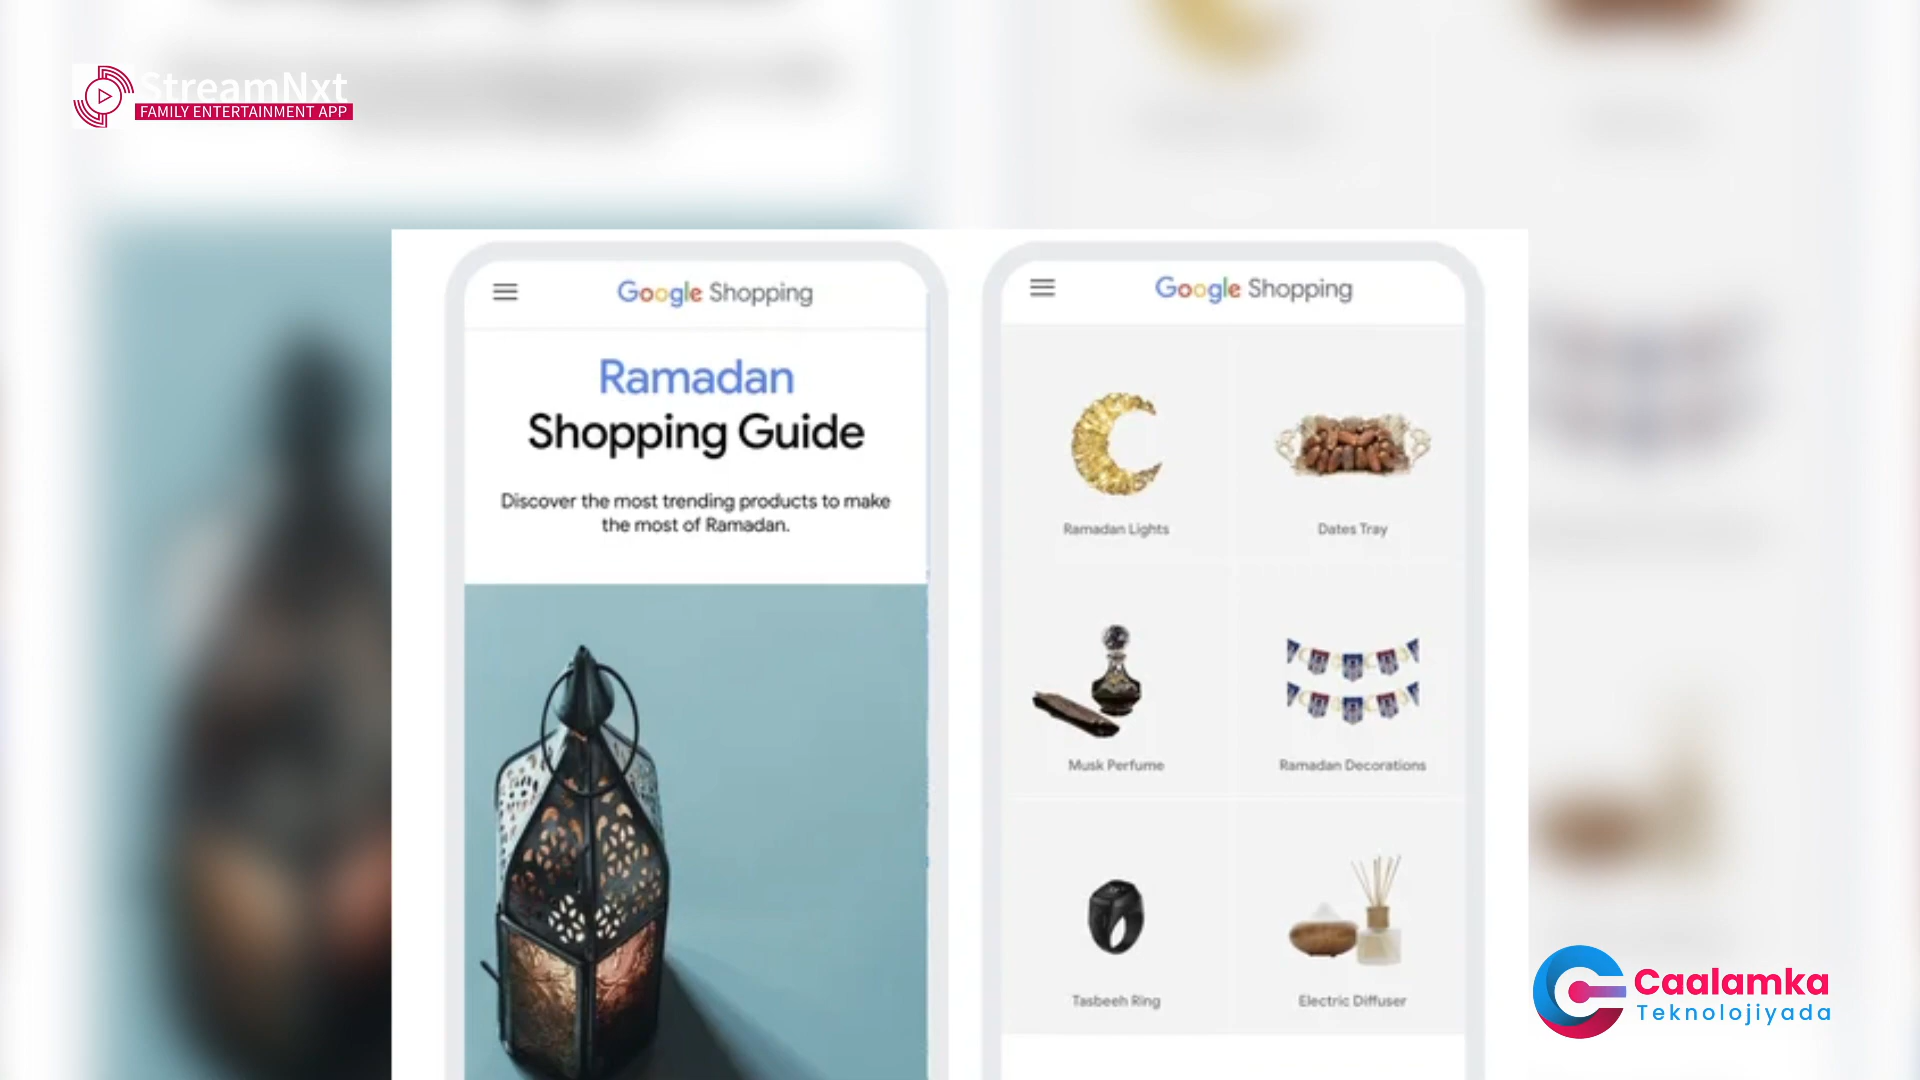 StreamNxt
FAMILY ENTERTAINMENT APP
Google Shopping
Ramadan
Shopping Guide
Discover the most trending products to make
the most of Ramadan.
Google Shopping
Ramadan Lights
Dates Tray
Musk Perfume
Ramadan Decorations
Tasbeeh Ring
Electric Diffuser
Caalamka
Teknolojiyada